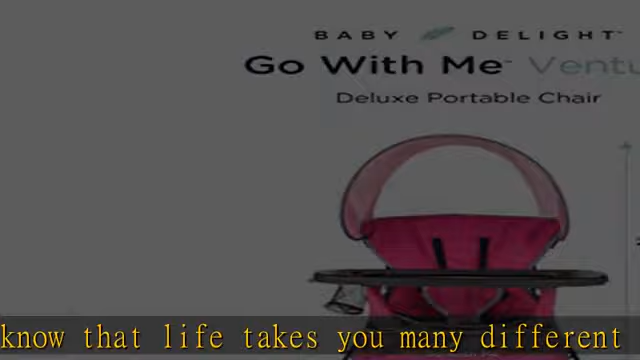 BABY DELIGHT
Go With Me™
Deluxe Portable Chair
know that life takes you many different